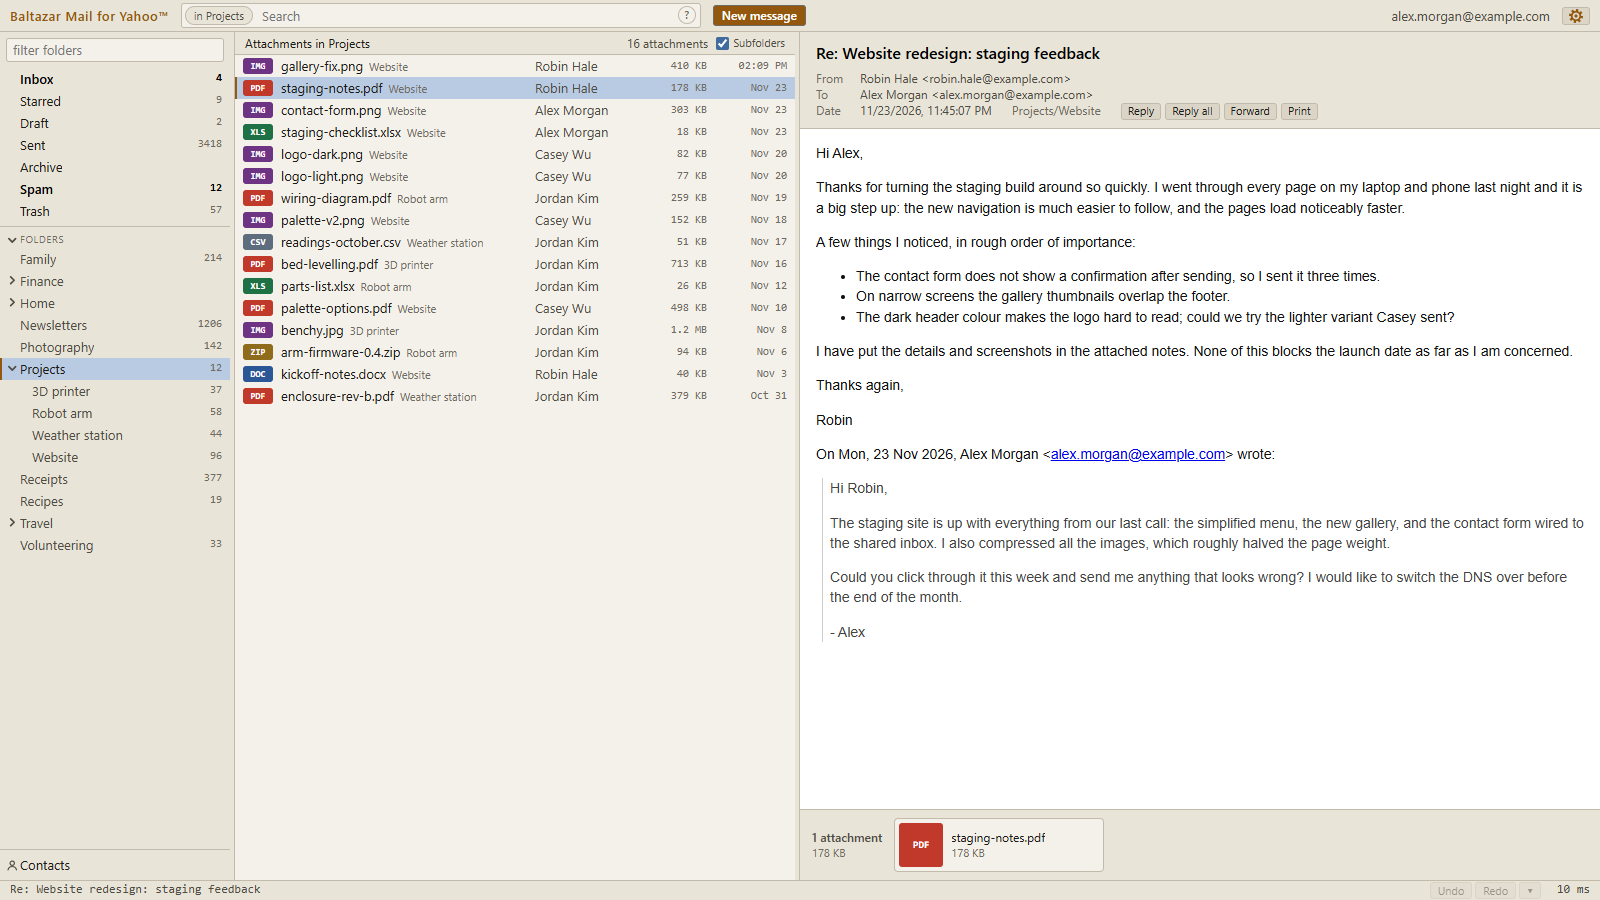 Baltazar Mail for Yahoo™
in Projects Search ? New message
alex.morgan@example.com
filter folders
Inbox 4
Starred 9
Draft 2
Sent 3418
Archive
Spam 12
Trash 57
FOLDERS
Family 214
Finance
Home
Newsletters 1206
Photography 142
Projects 12
3D printer 37
Robot arm 58
Weather station 44
Website 96
Receipts 377
Recipes 19
Travel
Volunteering 33
Contacts
Attachments in Projects 16 attachments Subfolders
IMG gallery-fix.png Website Robin Hale 410 KB 02:09 PM
PDF staging-notes.pdf Website Robin Hale 178 KB Nov 23
IMG contact-form.png Website Alex Morgan 303 KB Nov 23
XLS staging-checklist.xlsx Website Alex Morgan 18 KB Nov 23
IMG logo-dark.png Website Casey Wu 82 KB Nov 20
IMG logo-light.png Website Casey Wu 77 KB Nov 20
PDF wiring-diagram.pdf Robot arm Jordan Kim 259 KB Nov 19
IMG palette-v2.png Website Casey Wu 152 KB Nov 18
CSV readings-october.csv Weather station Jordan Kim 51 KB Nov 17
PDF bed-levelling.pdf 3D printer Jordan Kim 713 KB Nov 16
XLS parts-list.xlsx Robot arm Jordan Kim 26 KB Nov 12
PDF palette-options.pdf Website Casey Wu 498 KB Nov 10
IMG benchy.jpg 3D printer Jordan Kim 1.2 MB Nov 8
ZIP arm-firmware-0.4.zip Robot arm Jordan Kim 94 KB Nov 6
DOC kickoff-notes.docx Website Robin Hale 40 KB Nov 3
PDF enclosure-rev-b.pdf Weather station Jordan Kim 379 KB Oct 31
Re: Website redesign: staging feedback
From Robin Hale <robin.hale@example.com>
To Alex Morgan <alex.morgan@example.com>
Date 11/23/2026, 11:45:07 PM Projects/Website Reply Reply all Forward Print
Hi Alex,
Thanks for turning the staging build around so quickly. I went through every page on my laptop and phone last night and it is
a big step up: the new navigation is much easier to follow, and the pages load noticeably faster.
A few things I noticed, in rough order of importance:
• The contact form does not show a confirmation after sending, so I sent it three times.
• On narrow screens the gallery thumbnails overlap the footer.
• The dark header colour makes the logo hard to read; could we try the lighter variant Casey sent?
I have put the details and screenshots in the attached notes. None of this blocks the launch date as far as I am concerned.
Thanks again,
Robin
On Mon, 23 Nov 2026, Alex Morgan <alex.morgan@example.com> wrote:
Hi Robin,
The staging site is up with everything from our last call: the simplified menu, the new gallery, and the contact form wired to
the shared inbox. I also compressed all the images, which roughly halved the page weight.
Could you click through it this week and send me anything that looks wrong? I would like to switch the DNS over before
the end of the month.
- Alex
1 attachment
178 KB
PDF
staging-notes.pdf
178 KB
Re: Website redesign: staging feedback
Undo Redo 10 ms